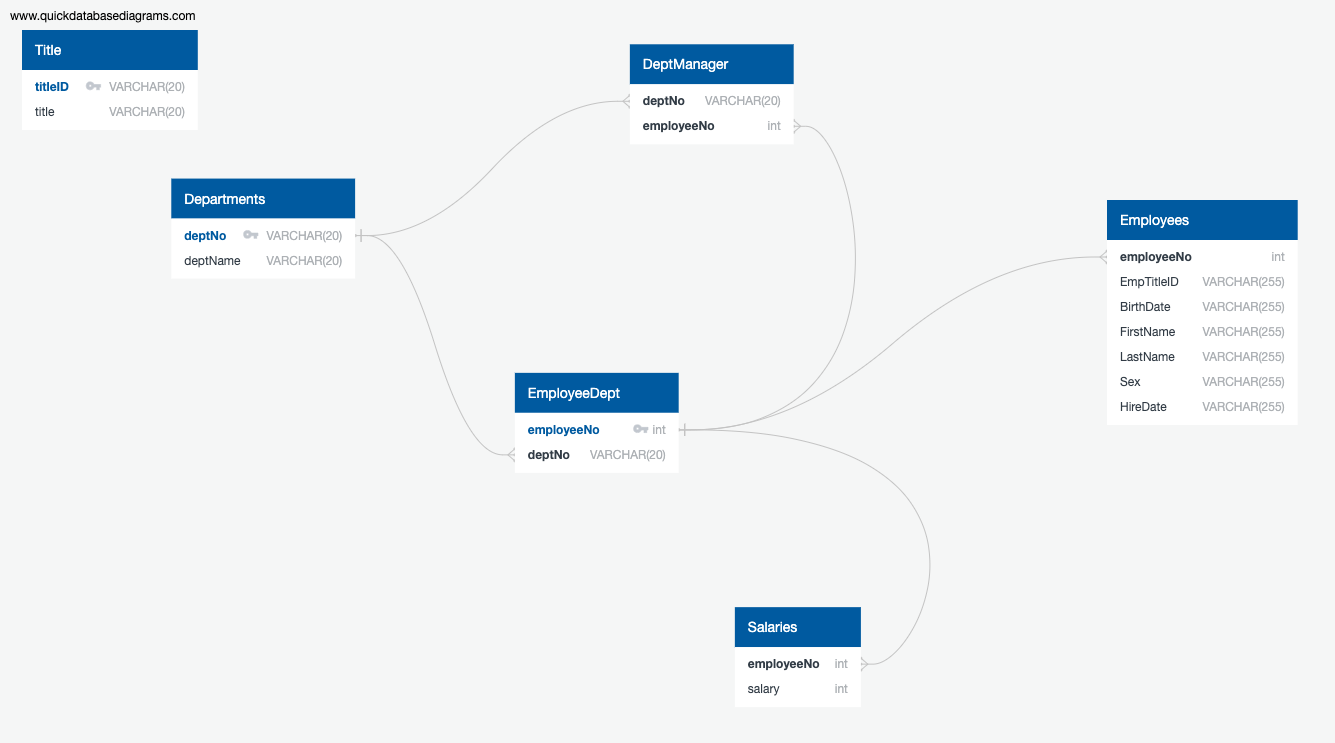 www.quickdatabasediagrams.com
Title
titleID VARCHAR(20)
title VARCHAR(20)
DeptManager
deptNo VARCHAR(20)
employeeNo int
Departments
deptNo VARCHAR(20)
deptName VARCHAR(20)
Employees
employeeNo int
EmpTitleID VARCHAR(255)
BirthDate VARCHAR(255)
FirstName VARCHAR(255)
LastName VARCHAR(255)
Sex VARCHAR(255)
HireDate VARCHAR(255)
EmployeeDept
employeeNo int
deptNo VARCHAR(20)
Salaries
employeeNo int
salary int